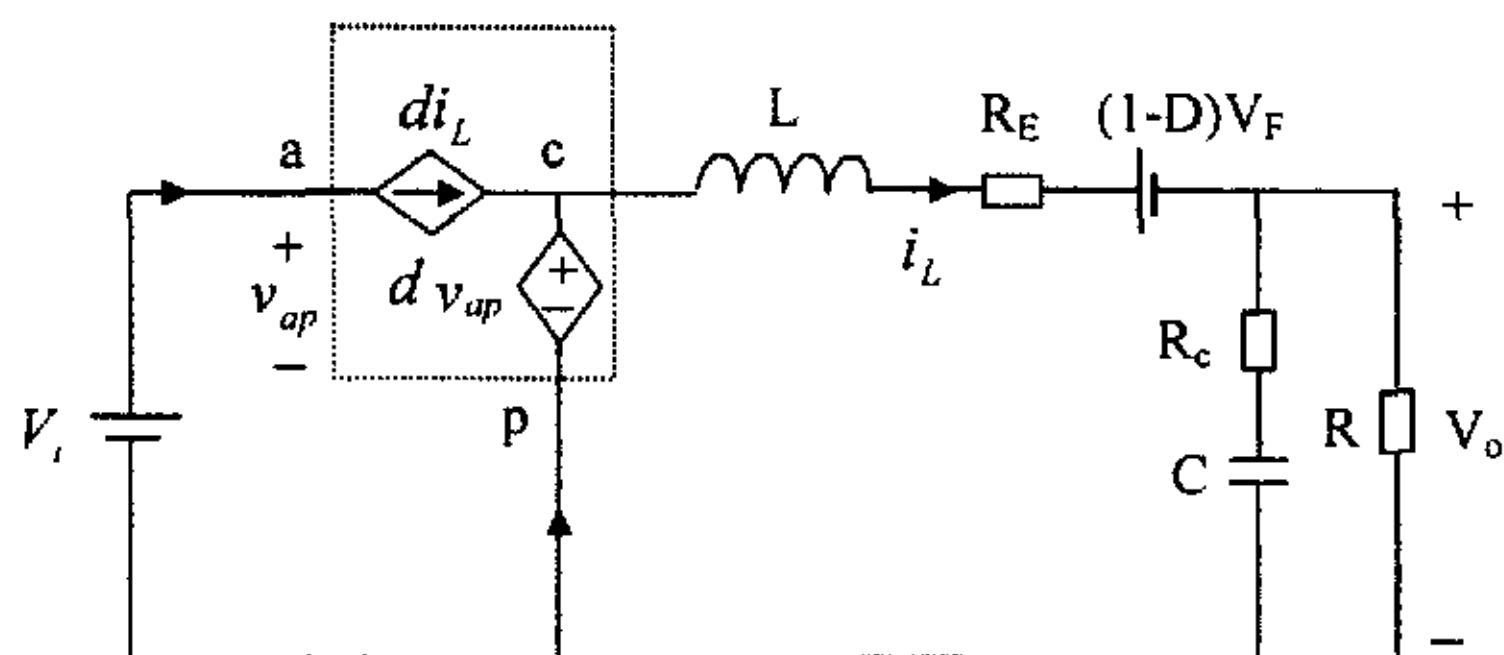 di_L
L
R_E
(1-D)V_F
a
c
+
i_L
+
v_ap
−
d v_ap
+
−
R_c
p
V_i
R
V_o
C
−